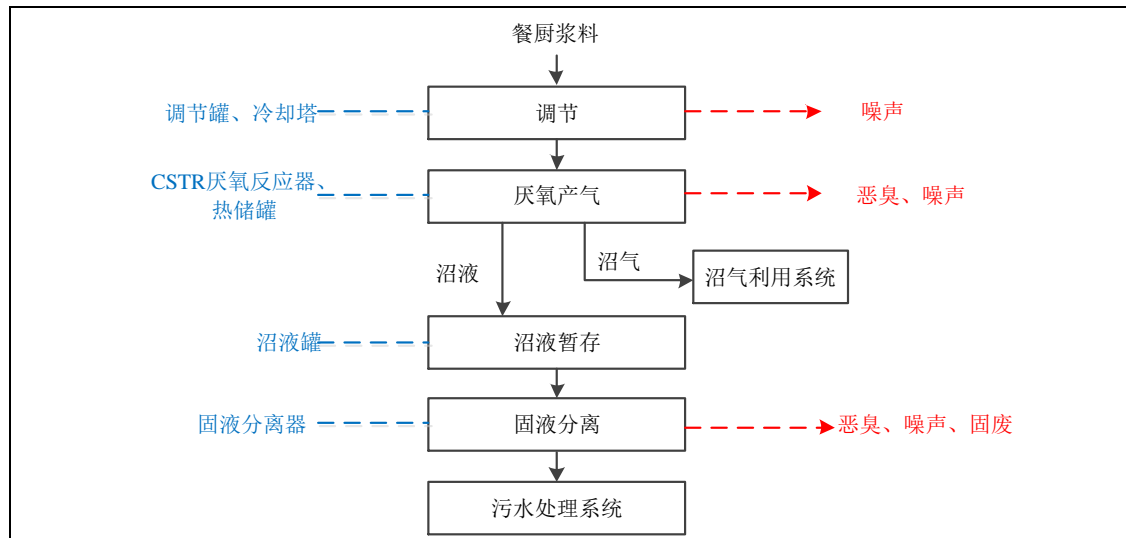 餐厨浆料
调节罐、冷却塔
调节
噪声
CSTR厌氧反应器、
热储罐
厌氧产气
恶臭、噪声
沼液
沼气
沼气利用系统
沼液罐
沼液暂存
固液分离器
固液分离
恶臭、噪声、固废
污水处理系统